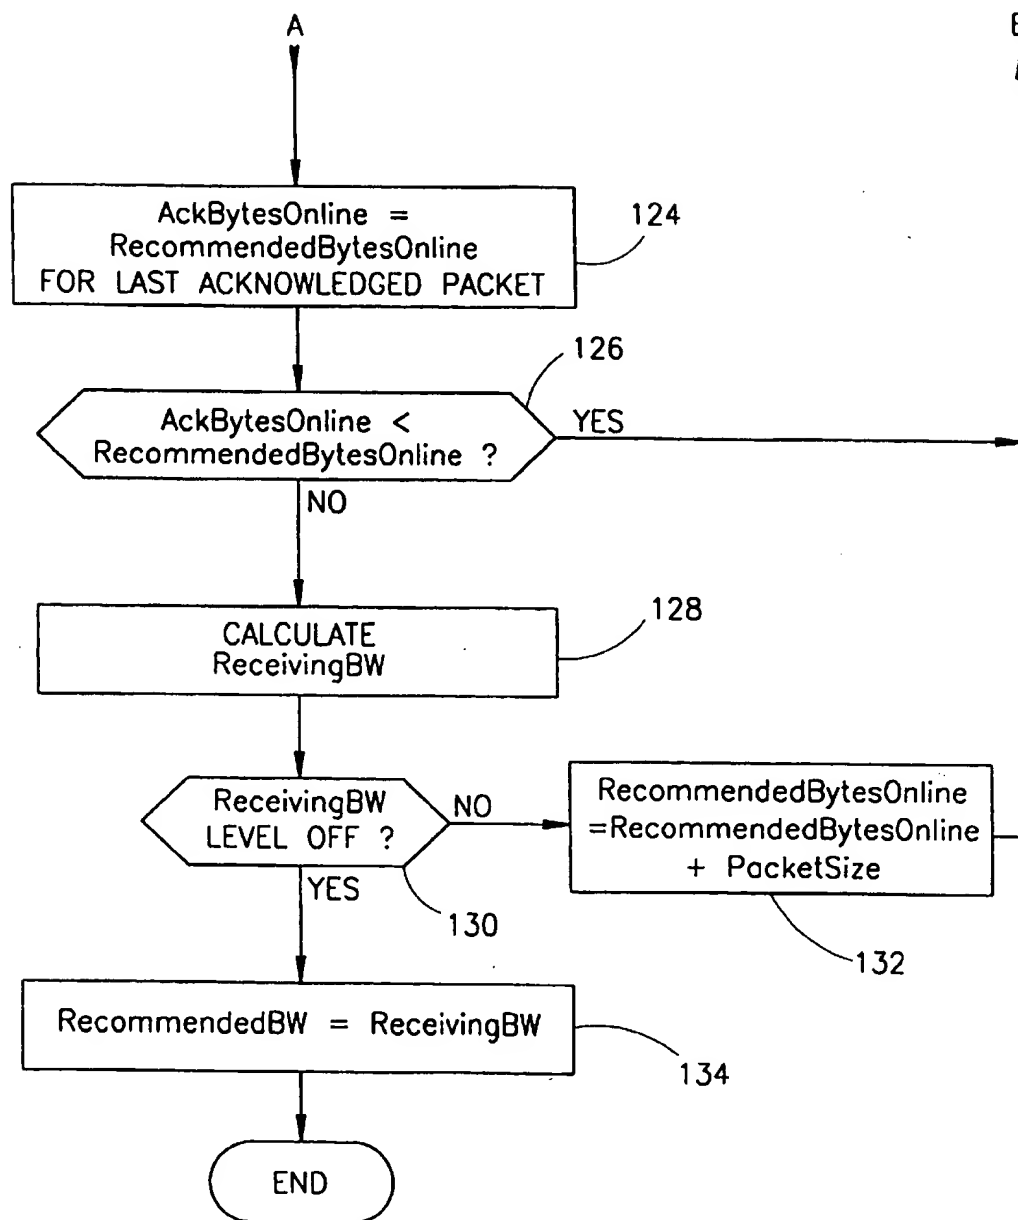 A
AckBytesOnline =
RecommendedBytesOnline
FOR LAST ACKNOWLEDGED PACKET
124
126
AckBytesOnline <
RecommendedBytesOnline ?
YES
NO
128
CALCULATE
ReceivingBW
ReceivingBW
LEVEL OFF ?
NO
YES
130
RecommendedBytesOnline
=RecommendedBytesOnline
+ PacketSize
132
RecommendedBW = ReceivingBW
134
END